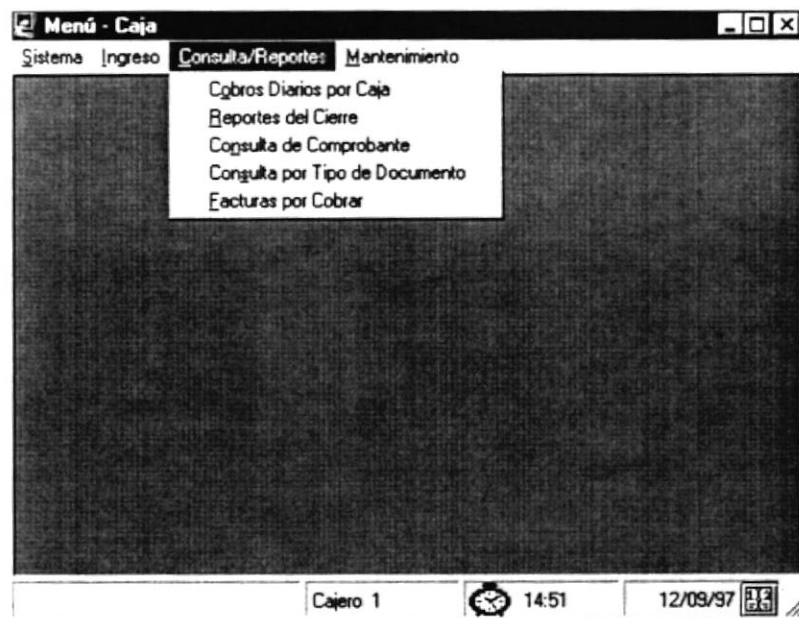 Menú - Caja
Sistema Ingreso Consulta/Reportes Mantenimiento
Cobros Diarios por Caja
Reportes del Cierre
Consulta de Comprobante
Consulta por Tipo de Documento
Facturas por Cobrar
Cajero 1 14:51 12/09/97